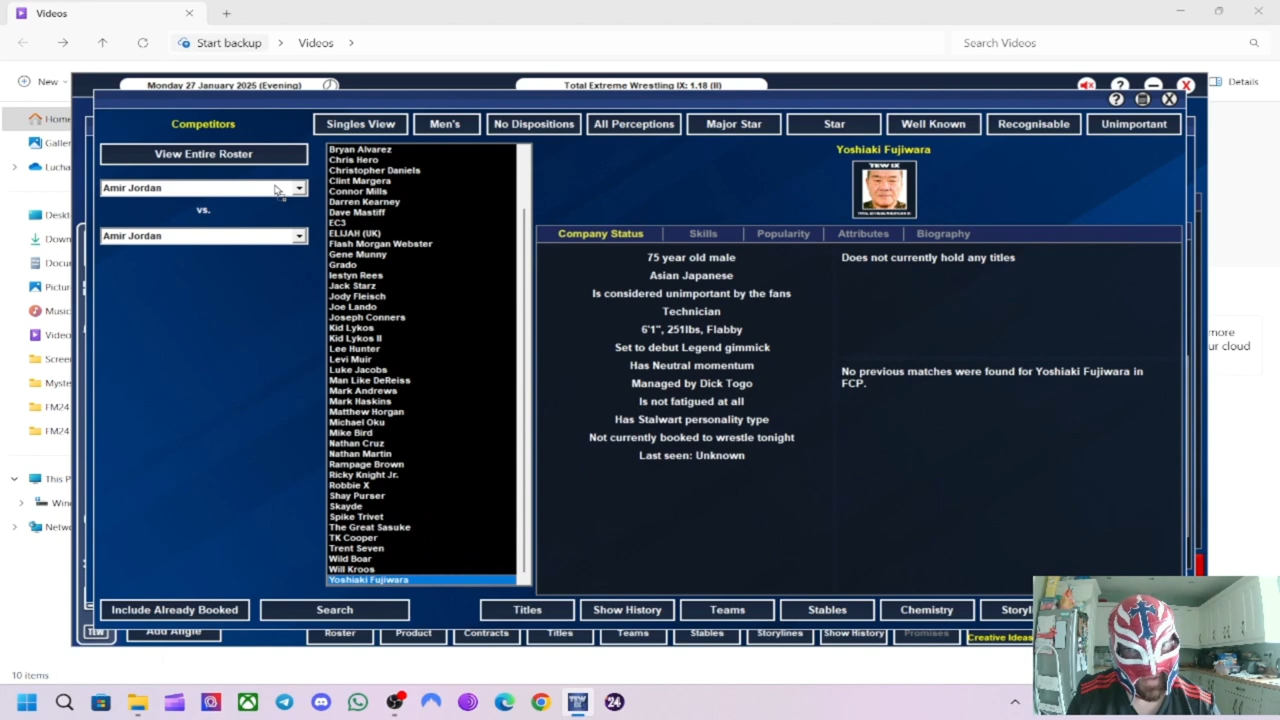 Videos
Start backup
Videos
Search Videos
New
Details
Monday 27 January 2025 (Evening)
Total Extreme Wrestling IX: 1.18 (II)
Competitors
Singles View
Men's
No Dispositions
All Perceptions
Major Star
Star
Well Known
Recognisable
Unimportant
View Entire Roster
Amir Jordan
vs.
Amir Jordan
Bryan Alvarez
Chris Hero
Christopher Daniels
Clint Margera
Connor Mills
Darren Kearney
Dave Mastiff
EC3
ELIJAH (UK)
Flash Morgan Webster
Gene Munny
Grado
Iestyn Rees
Jack Starz
Jody Fleisch
Joe Lando
Joseph Conners
Kid Lykos
Kid Lykos II
Lee Hunter
Levi Muir
Luke Jacobs
Man Like DeReiss
Mark Andrews
Mark Haskins
Matthew Horgan
Michael Oku
Mike Bird
Nathan Cruz
Nathan Martin
Rampage Brown
Ricky Knight Jr.
Robbie X
Shay Purser
Skayde
Spike Trivet
The Great Sasuke
TK Cooper
Trent Seven
Wild Boar
Will Kroos
Yoshiaki Fujiwara
Yoshiaki Fujiwara
TEW IX
Company Status
Skills
Popularity
Attributes
Biography
75 year old male
Asian Japanese
Is considered unimportant by the fans
Technician
6'1", 251lbs, Flabby
Set to debut Legend gimmick
Has Neutral momentum
Managed by Dick Togo
Is not fatigued at all
Has Stalwart personality type
Not currently booked to wrestle tonight
Last seen: Unknown
Does not currently hold any titles
No previous matches were found for Yoshiaki Fujiwara in
FCP.
Include Already Booked
Search
Titles
Show History
Teams
Stables
Chemistry
Storyli
TEW
Add Angle
Roster
Product
Contracts
Titles
Teams
Stables
Storylines
Show History
Promises
Creative Ideas
Home
Galler
Lucha
Deskt
Down
Docu
Pictur
Music
Video
Scree
Myste
FM24
FM24
This P
Wind
Netwo
more
ur cloud
10 items
TEW
24